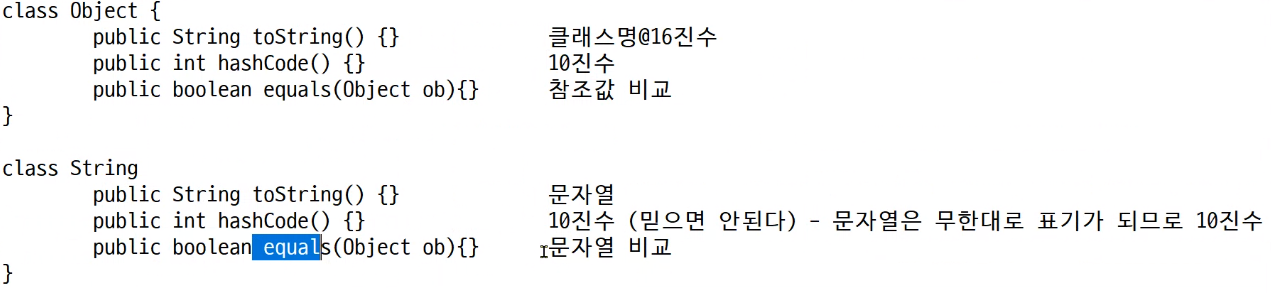 class Object {
public String toString() {} 클래스명@16진수
public int hashCode() {} 10진수
public boolean equals(Object ob){} 참조값 비교
}
class String
public String toString() {} 문자열
public int hashCode() {} 10진수 (믿으면 안된다) - 문자열은 무한대로 표기가 되므로 10진수
public boolean equals(Object ob){} 문자열 비교
}